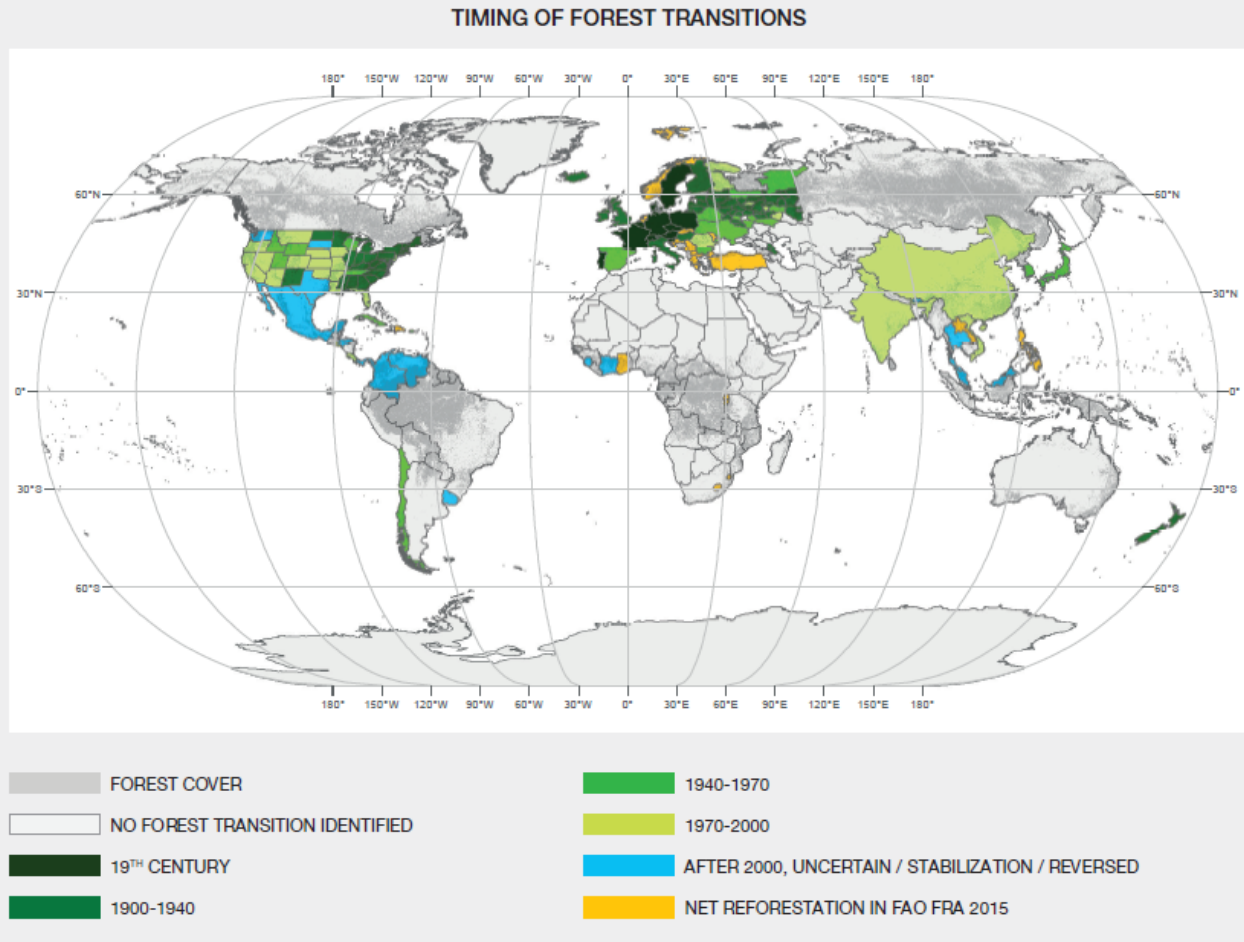 TIMING OF FOREST TRANSITIONS
180° 150°W 120°W 90°W 60°W 30°W 0° 30°E 60°E 90°E 120°E 150°E 180°
60°N 60°N
30°N 30°N
0° 0°
30°S 30°S
60°S 60°S
180° 150°W 120°W 90°W 60°W 30°W 0° 30°E 60°E 90°E 120°E 150°E 180°
FOREST COVER
NO FOREST TRANSITION IDENTIFIED
19TH CENTURY
1900-1940
1940-1970
1970-2000
AFTER 2000, UNCERTAIN / STABILIZATION / REVERSED
NET REFORESTATION IN FAO FRA 2015